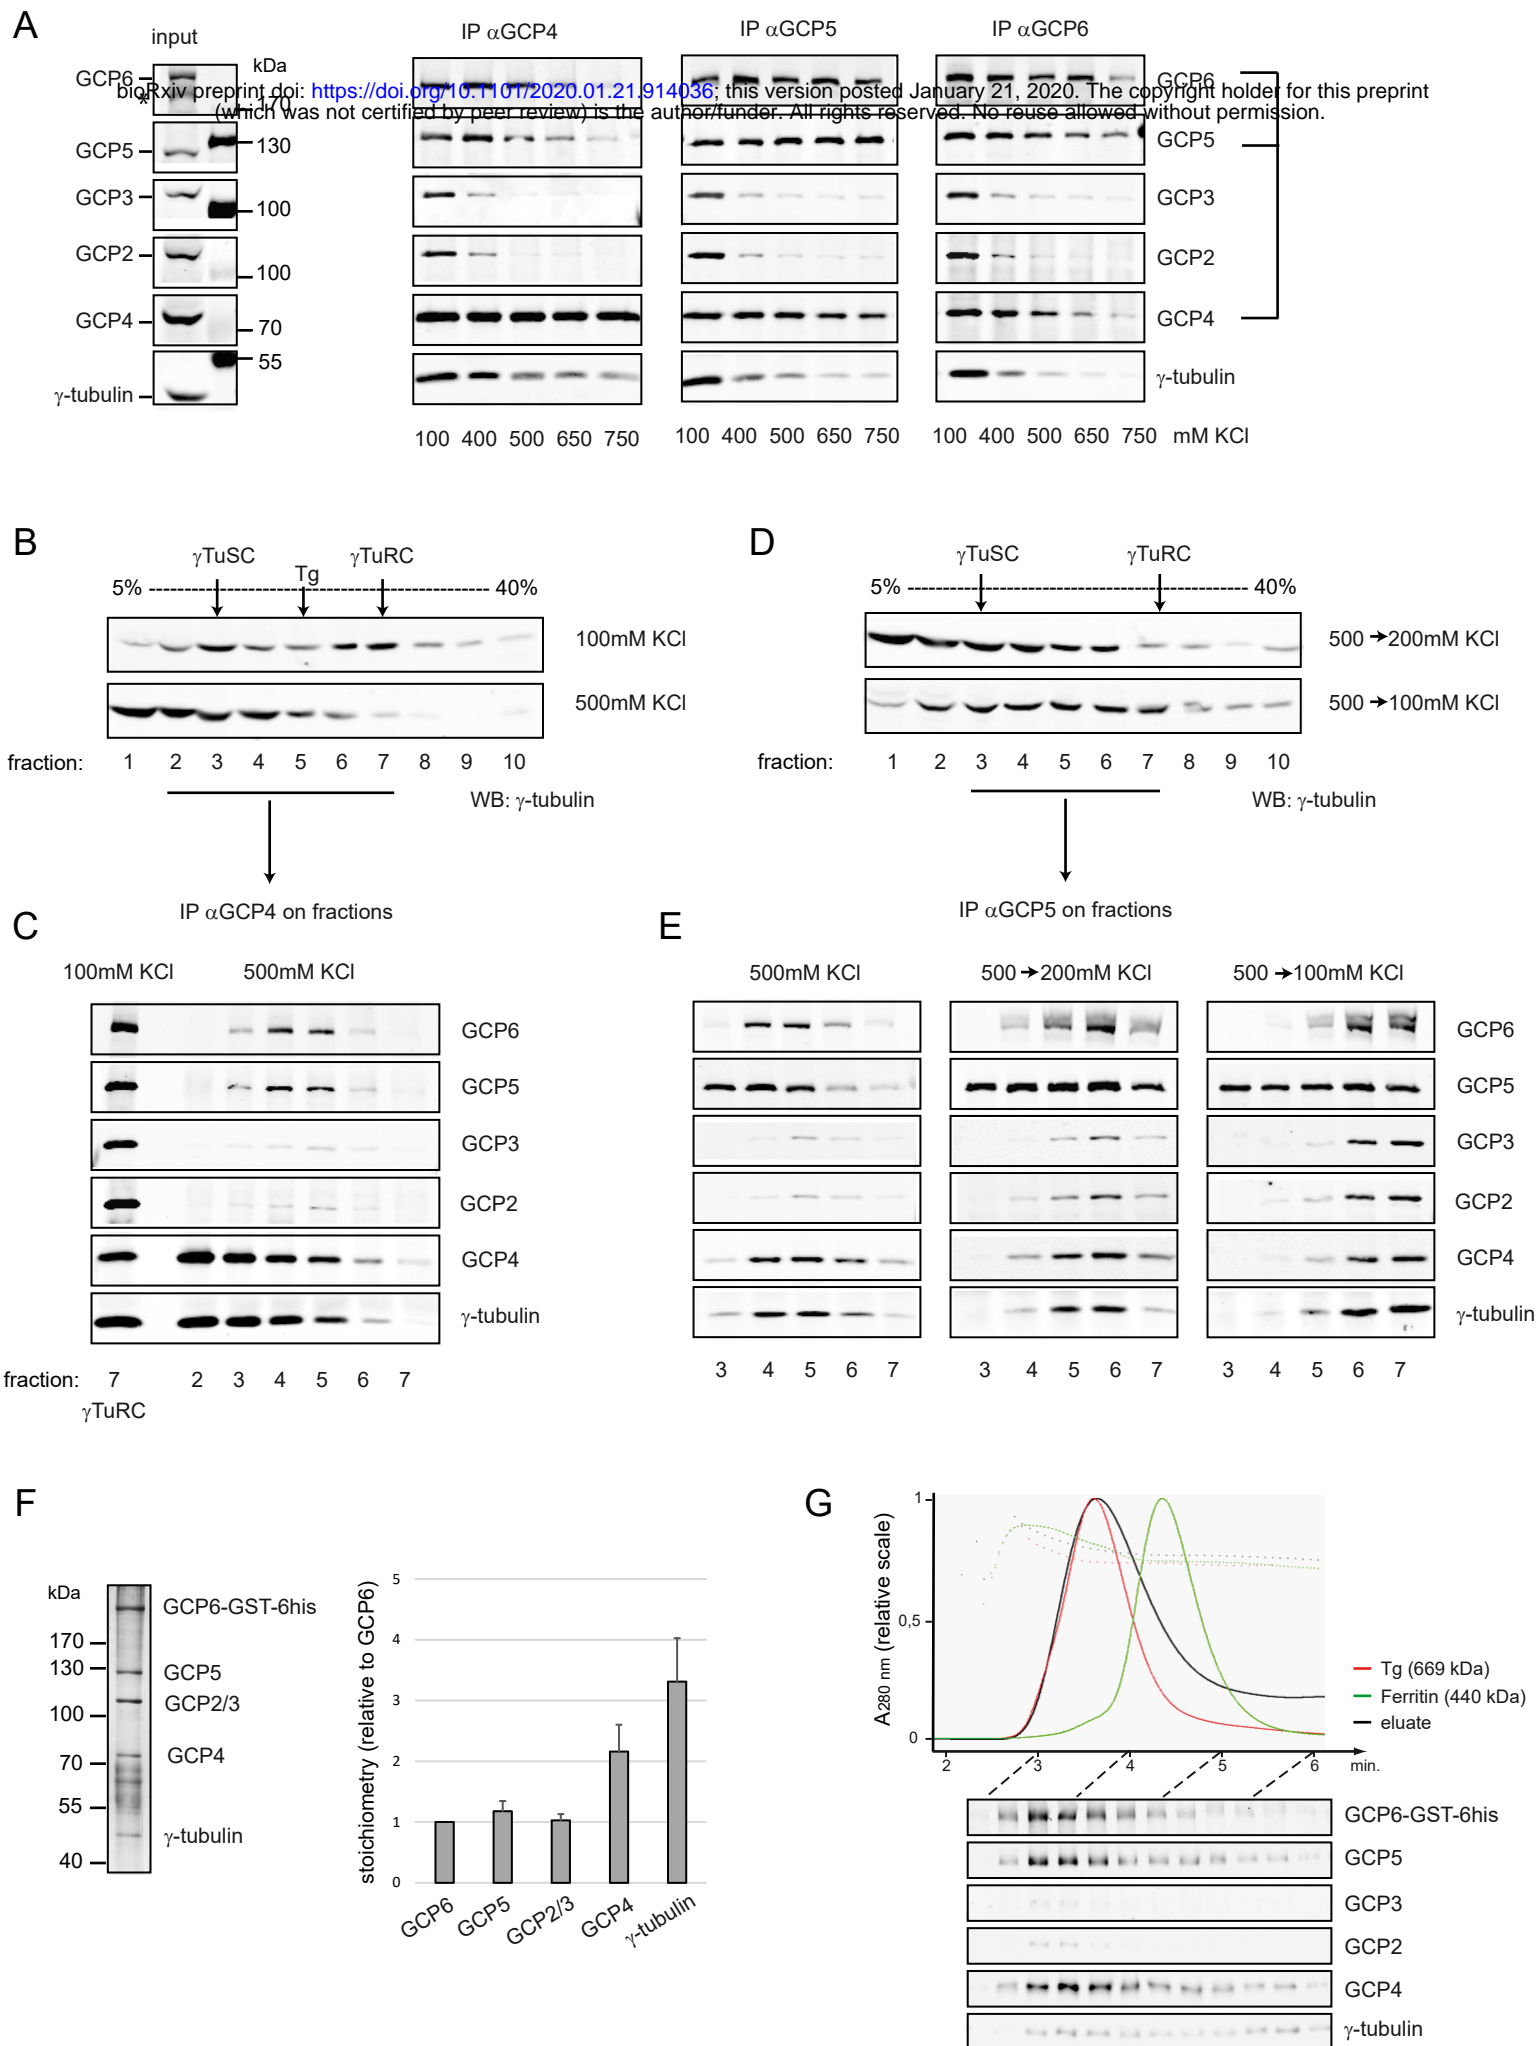 A
input
kDa
IP αGCP4
IP αGCP5
IP αGCP6
GCP6
*
170
GCP6
bioRxiv preprint doi: https://doi.org/10.1101/2020.01.21.914036; this version posted January 21, 2020. The copyright holder for this preprint
(which was not certified by peer review) is the author/funder. All rights reserved. No reuse allowed without permission.
GCP5
130
GCP5
GCP3
100
GCP3
GCP2
100
GCP2
GCP4
70
GCP4
55
γ-tubulin
γ-tubulin
100 400 500 650 750
100 400 500 650 750
100 400 500 650 750 mM KCl
B
γTuSC
Tg
γTuRC
5%
40%
100mM KCl
500mM KCl
fraction: 1 2 3 4 5 6 7 8 9 10
WB: γ-tubulin
D
γTuSC
γTuRC
5%
40%
500 ➔200mM KCl
500 ➔100mM KCl
fraction: 1 2 3 4 5 6 7 8 9 10
WB: γ-tubulin
IP αGCP4 on fractions
C
100mM KCl
500mM KCl
GCP6
GCP5
GCP3
GCP2
GCP4
γ-tubulin
fraction: 7 2 3 4 5 6 7
γTuRC
IP αGCP5 on fractions
E
500mM KCl
500 ➔200mM KCl
500 ➔100mM KCl
GCP6
GCP5
GCP3
GCP2
GCP4
γ-tubulin
3 4 5 6 7
3 4 5 6 7
3 4 5 6 7
F
kDa
170
130
100
70
55
40
GCP6-GST-6his
GCP5
GCP2/3
GCP4
γ-tubulin
stoichiometry (relative to GCP6)
5
4
3
2
1
0
GCP6
GCP5
GCP2/3
GCP4
γ-tubulin
G
A280 nm (relative scale)
1
0,5
0
2 3 4 5 6 min.
Tg (669 kDa)
Ferritin (440 kDa)
eluate
GCP6-GST-6his
GCP5
GCP3
GCP2
GCP4
γ-tubulin